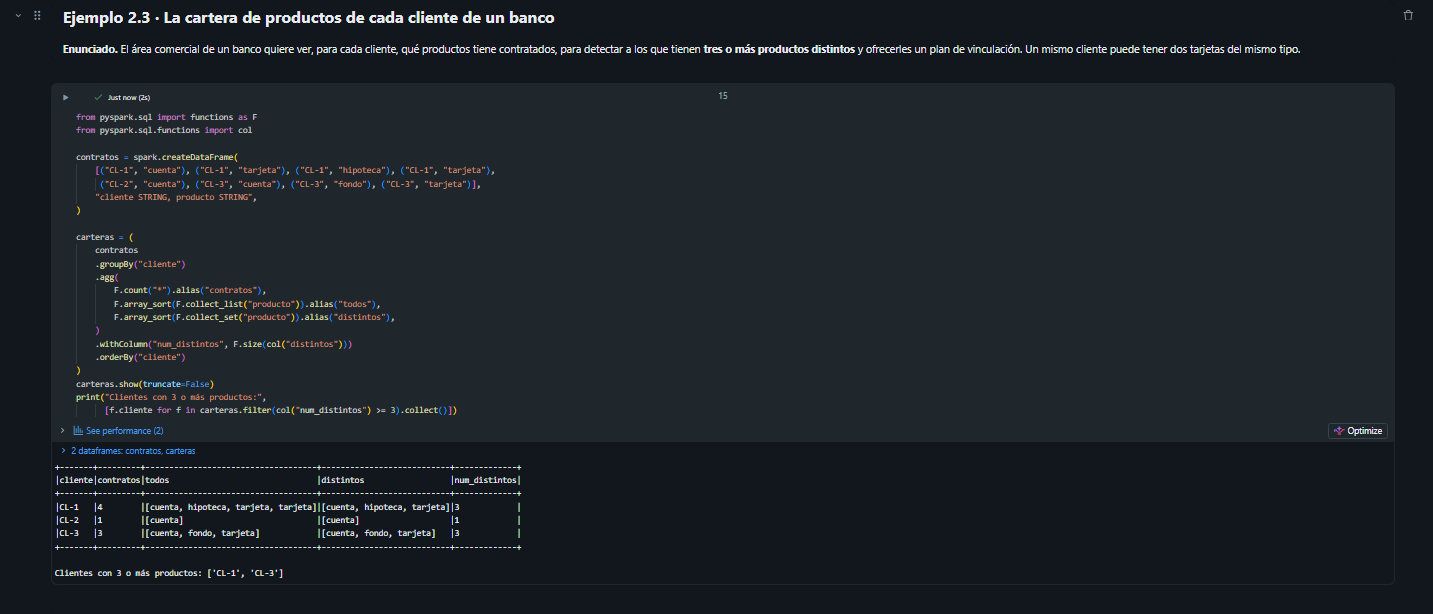 Ejemplo 2.3 · La cartera de productos de cada cliente de un banco
Enunciado. El área comercial de un banco quiere ver, para cada cliente, qué productos tiene contratados, para detectar a los que tienen tres o más productos distintos y ofrecerles un plan de vinculación. Un mismo cliente puede tener dos tarjetas del mismo tipo.
Just now (2s)
15
from pyspark.sql import functions as F
from pyspark.sql.functions import col

contratos = spark.createDataFrame(
    [("CL-1", "cuenta"), ("CL-1", "tarjeta"), ("CL-1", "hipoteca"), ("CL-1", "tarjeta"),
     ("CL-2", "cuenta"), ("CL-3", "cuenta"), ("CL-3", "fondo"), ("CL-3", "tarjeta")],
    "cliente STRING, producto STRING",
)

carteras = (
    contratos
    .groupBy("cliente")
    .agg(
        F.count("*").alias("contratos"),
        F.array_sort(F.collect_list("producto")).alias("todos"),
        F.array_sort(F.collect_set("producto")).alias("distintos"),
    )
    .withColumn("num_distintos", F.size(col("distintos")))
    .orderBy("cliente")
)
carteras.show(truncate=False)
print("Clientes con 3 o más productos:",
      [f.cliente for f in carteras.filter(col("num_distintos") >= 3).collect()])
See performance (2)
Optimize
2 dataframes: contratos, carteras
+-------+---------+------------------------------------+---------------------------+-------------+
|cliente|contratos|todos                               |distintos                  |num_distintos|
+-------+---------+------------------------------------+---------------------------+-------------+
|CL-1   |4        |[cuenta, hipoteca, tarjeta, tarjeta]|[cuenta, hipoteca, tarjeta]|3            |
|CL-2   |1        |[cuenta]                            |[cuenta]                   |1            |
|CL-3   |3        |[cuenta, fondo, tarjeta]            |[cuenta, fondo, tarjeta]   |3            |
+-------+---------+------------------------------------+---------------------------+-------------+

Clientes con 3 o más productos: ['CL-1', 'CL-3']